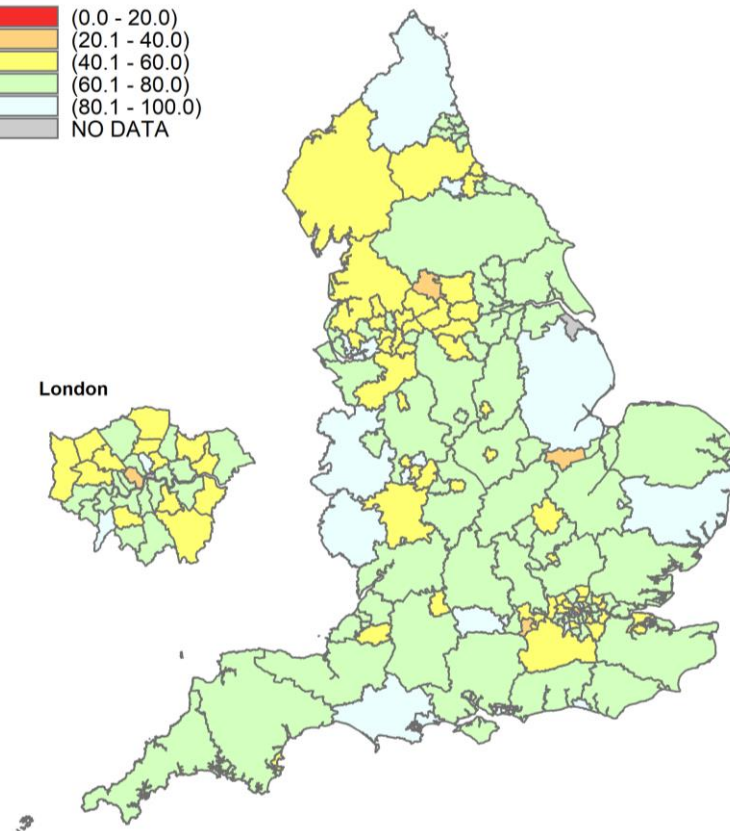 (0.0 - 20.0)
(20.1 - 40.0)
(40.1 - 60.0)
(60.1 - 80.0)
(80.1 - 100.0)
NO DATA
London